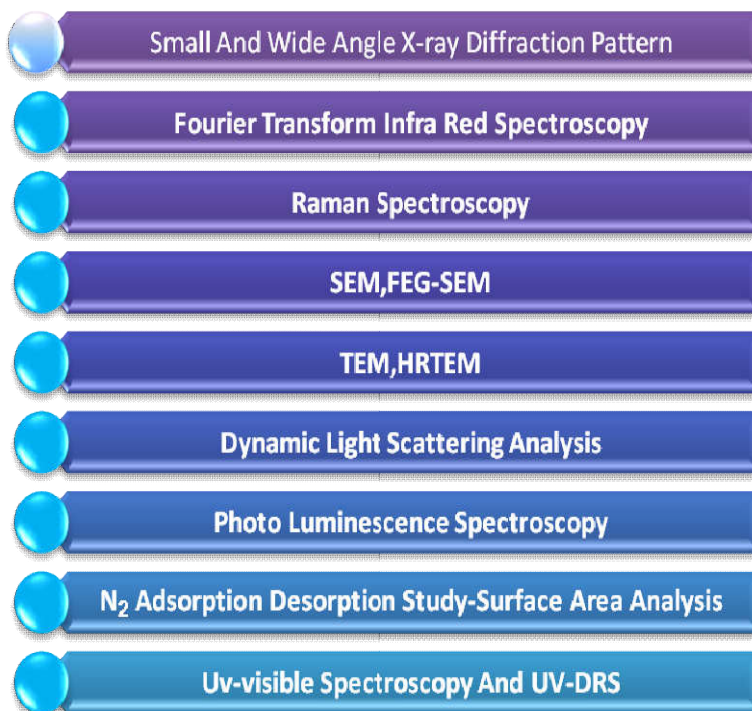 Small And Wide Angle X-ray Diffraction Pattern
Fourier Transform Infra Red Spectroscopy
Raman Spectroscopy
SEM,FEG-SEM
TEM,HRTEM
Dynamic Light Scattering Analysis
Photo Luminescence Spectroscopy
N₂ Adsorption Desorption Study-Surface Area Analysis
Uv-visible Spectroscopy And UV-DRS